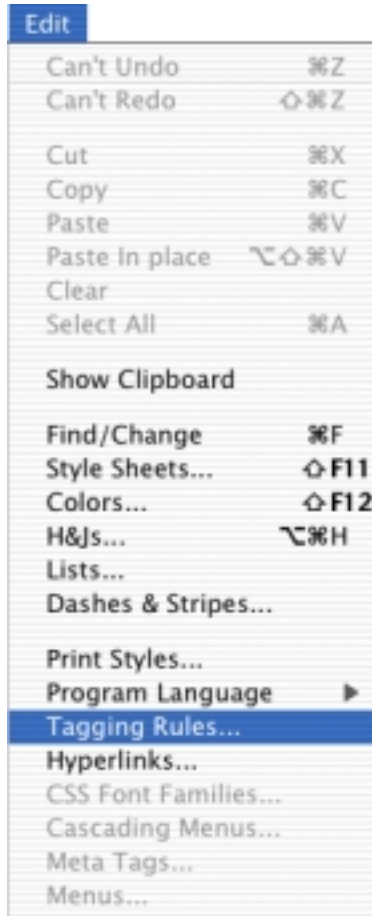 Edit
Can't Undo ⌘Z
Can't Redo ⇧⌘Z
Cut ⌘X
Copy ⌘C
Paste ⌘V
Paste In place ⌥⇧⌘V
Clear
Select All ⌘A
Show Clipboard
Find/Change ⌘F
Style Sheets... ⇧F11
Colors... ⇧F12
H&Js... ⌥⌘H
Lists...
Dashes & Stripes...
Print Styles...
Program Language ▶
Tagging Rules...
Hyperlinks...
CSS Font Families...
Cascading Menus...
Meta Tags...
Menus...